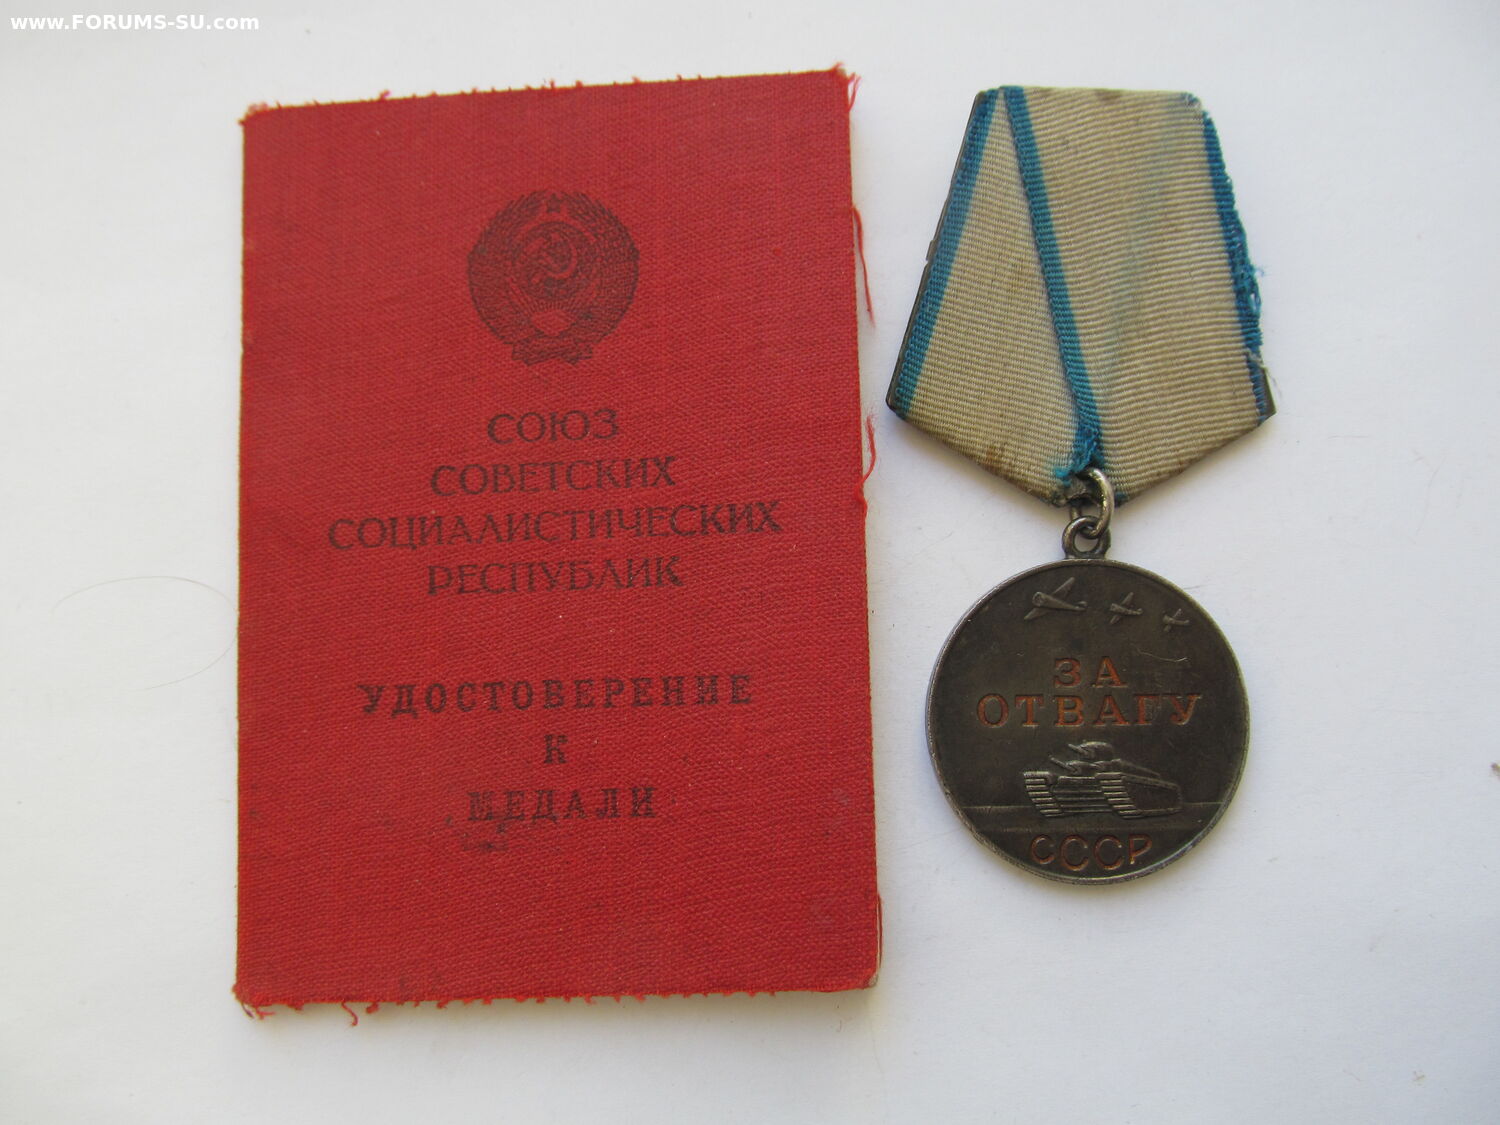 www.FORUMS-SU.com
СОЮЗ
СОВЕТСКИХ
СОЦИАЛИСТИЧЕСКИХ
РЕСПУБЛИК
УДОСТОВЕРЕНИЕ
К
МЕДАЛИ
ЗА
ОТВАГУ
СССР